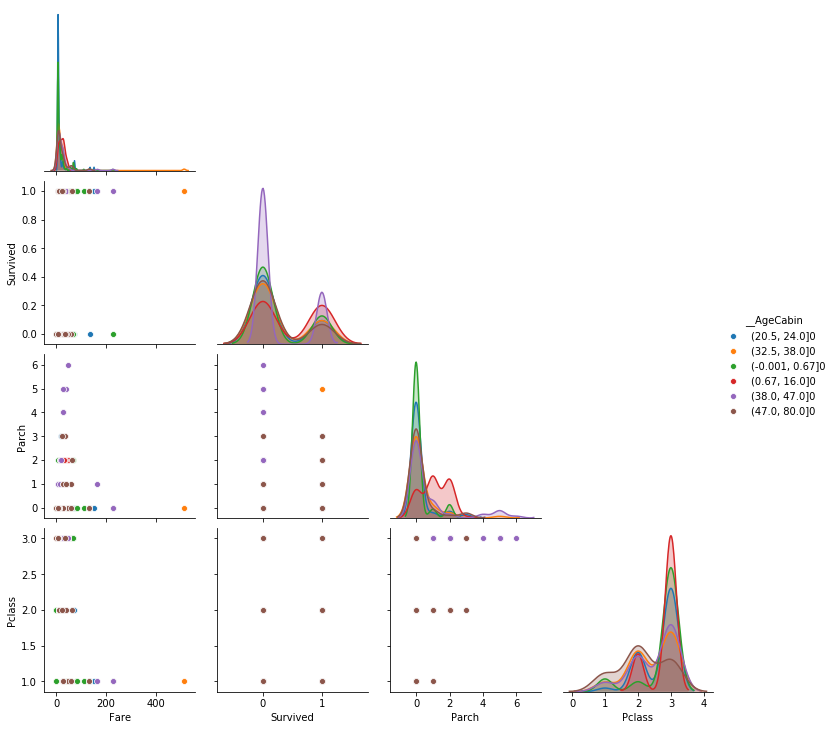 1.0
0.8
0.6
0.4
0.2
0.0
Survived
6
5
4
3
2
1
0
Parch
3.0
2.5
2.0
1.5
1.0
Pclass
0 200 400
Fare
0 1
Survived
0 2 4 6
Parch
0 1 2 3 4
Pclass
__AgeCabin
(20.5, 24.0]0
(32.5, 38.0]0
(-0.001, 0.67]0
(0.67, 16.0]0
(38.0, 47.0]0
(47.0, 80.0]0